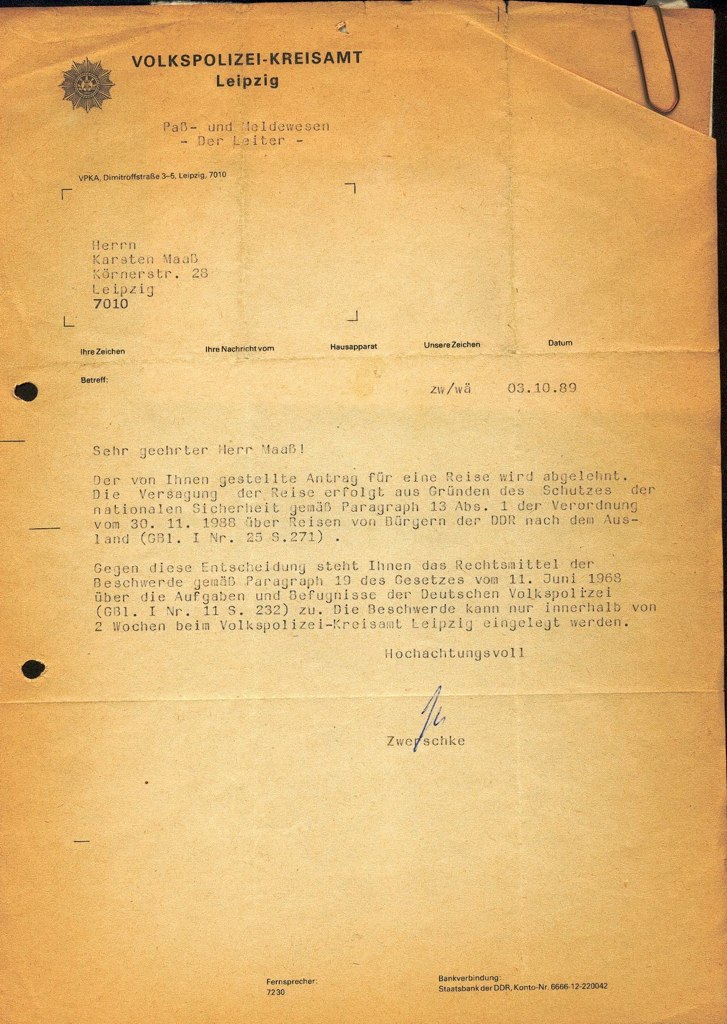 VOLKSPOLIZEI-KREISAMT
Leipzig
Paß- und Meldewesen
- Der Leiter -
VPKA, Dimitroffstraße 3–5, Leipzig, 7010
Herrn
Karsten Maaß
Körnerstr. 28
Leipzig
7010
Ihre Zeichen Ihre Nachricht vom Hausapparat Unsere Zeichen Datum
Betreff:
zw/wä 03.10.89
Sehr geehrter Herr Maaß!
Der von Ihnen gestellte Antrag für eine Reise wird abgelehnt.
Die Versagung der Reise erfolgt aus Gründen des Schutzes der
nationalen Sicherheit gemäß Paragraph 13 Abs. 1 der Verordnung
vom 30. 11. 1988 über Reisen von Bürgern der DDR nach dem Aus-
land (GBl. I Nr. 25 S.271) .
Gegen diese Entscheidung steht Ihnen das Rechtsmittel der
Beschwerde gemäß Paragraph 19 des Gesetzes vom 11. Juni 1968
über die Aufgaben und Befugnisse der Deutschen Volkspolizei
(GBl. I Nr. 11 S. 232) zu. Die Beschwerde kann nur innerhalb von
2 Wochen beim Volkspolizei-Kreisamt Leipzig eingelegt werden.
Hochachtungsvoll
Zwerschke
Fernsprecher:
7230
Bankverbindung:
Staatsbank der DDR, Konto-Nr. 6666-12-220042